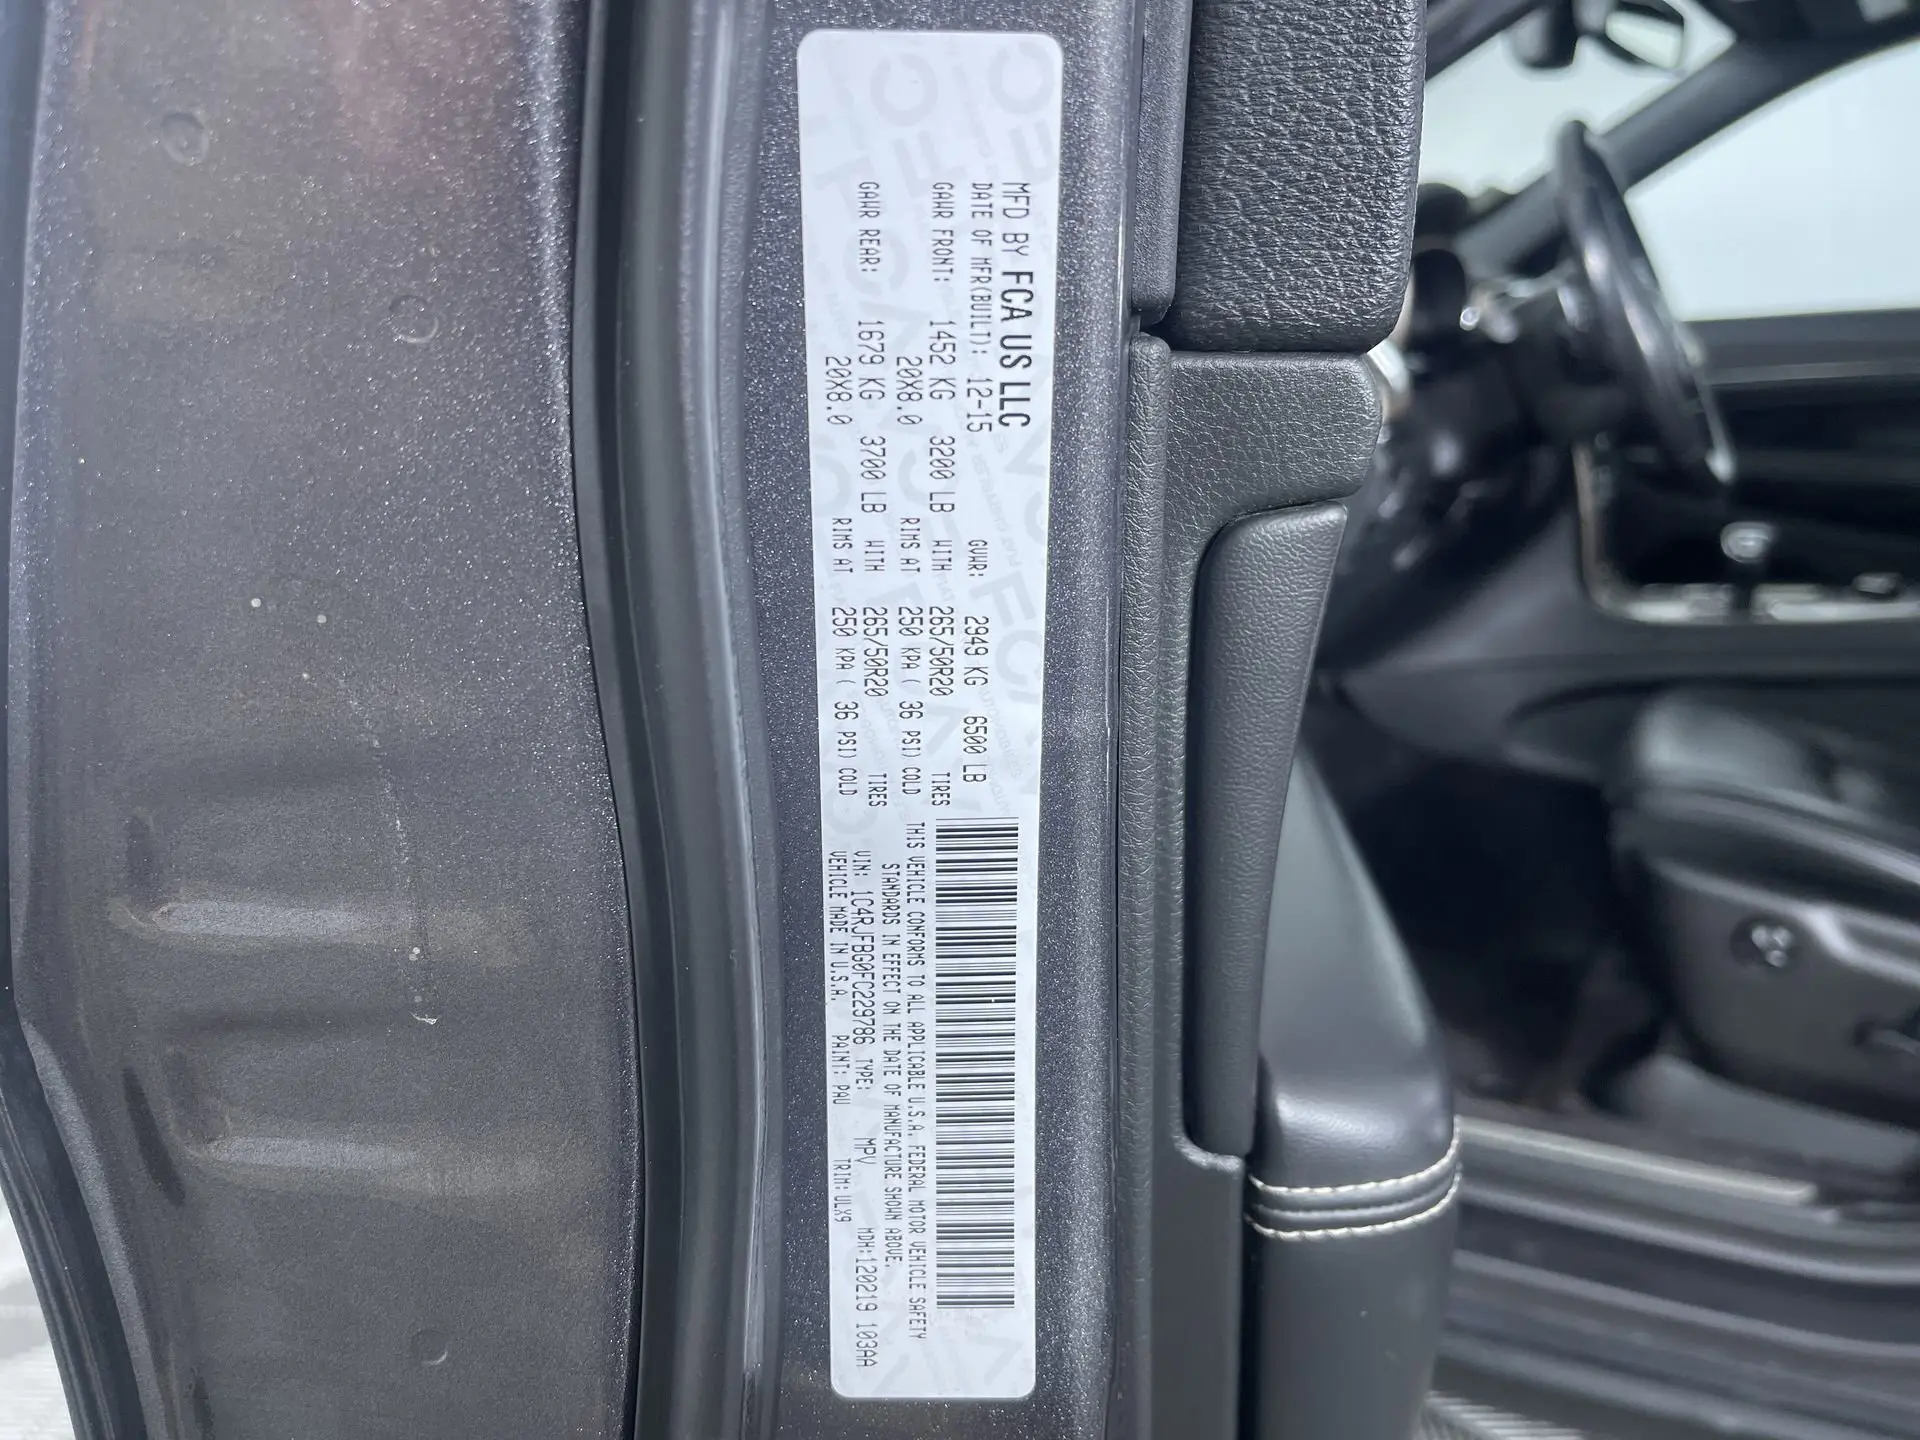 MFD BY FCA US LLC
DATE OF MFR(BUILT): 12-15 GVWR: 2949 KG 6500 LB
GAWR FRONT: 1452 KG 3200 LB WITH 265/50R20 TIRES
20X8.0 RIMS AT 250 KPA ( 36 PSI) COLD
GAWR REAR: 1679 KG 3700 LB WITH 265/50R20 TIRES
20X8.0 RIMS AT 250 KPA ( 36 PSI) COLD
THIS VEHICLE CONFORMS TO ALL APPLICABLE U.S.A. FEDERAL MOTOR VEHICLE SAFETY
STANDARDS IN EFFECT ON THE DATE OF MANUFACTURE SHOWN ABOVE.
VIN: 1C4RJFBG0FC229786 TYPE: MPV MDH:120219 103AA
VEHICLE MADE IN U.S.A. PAINT: PAU TRIM: ULX9